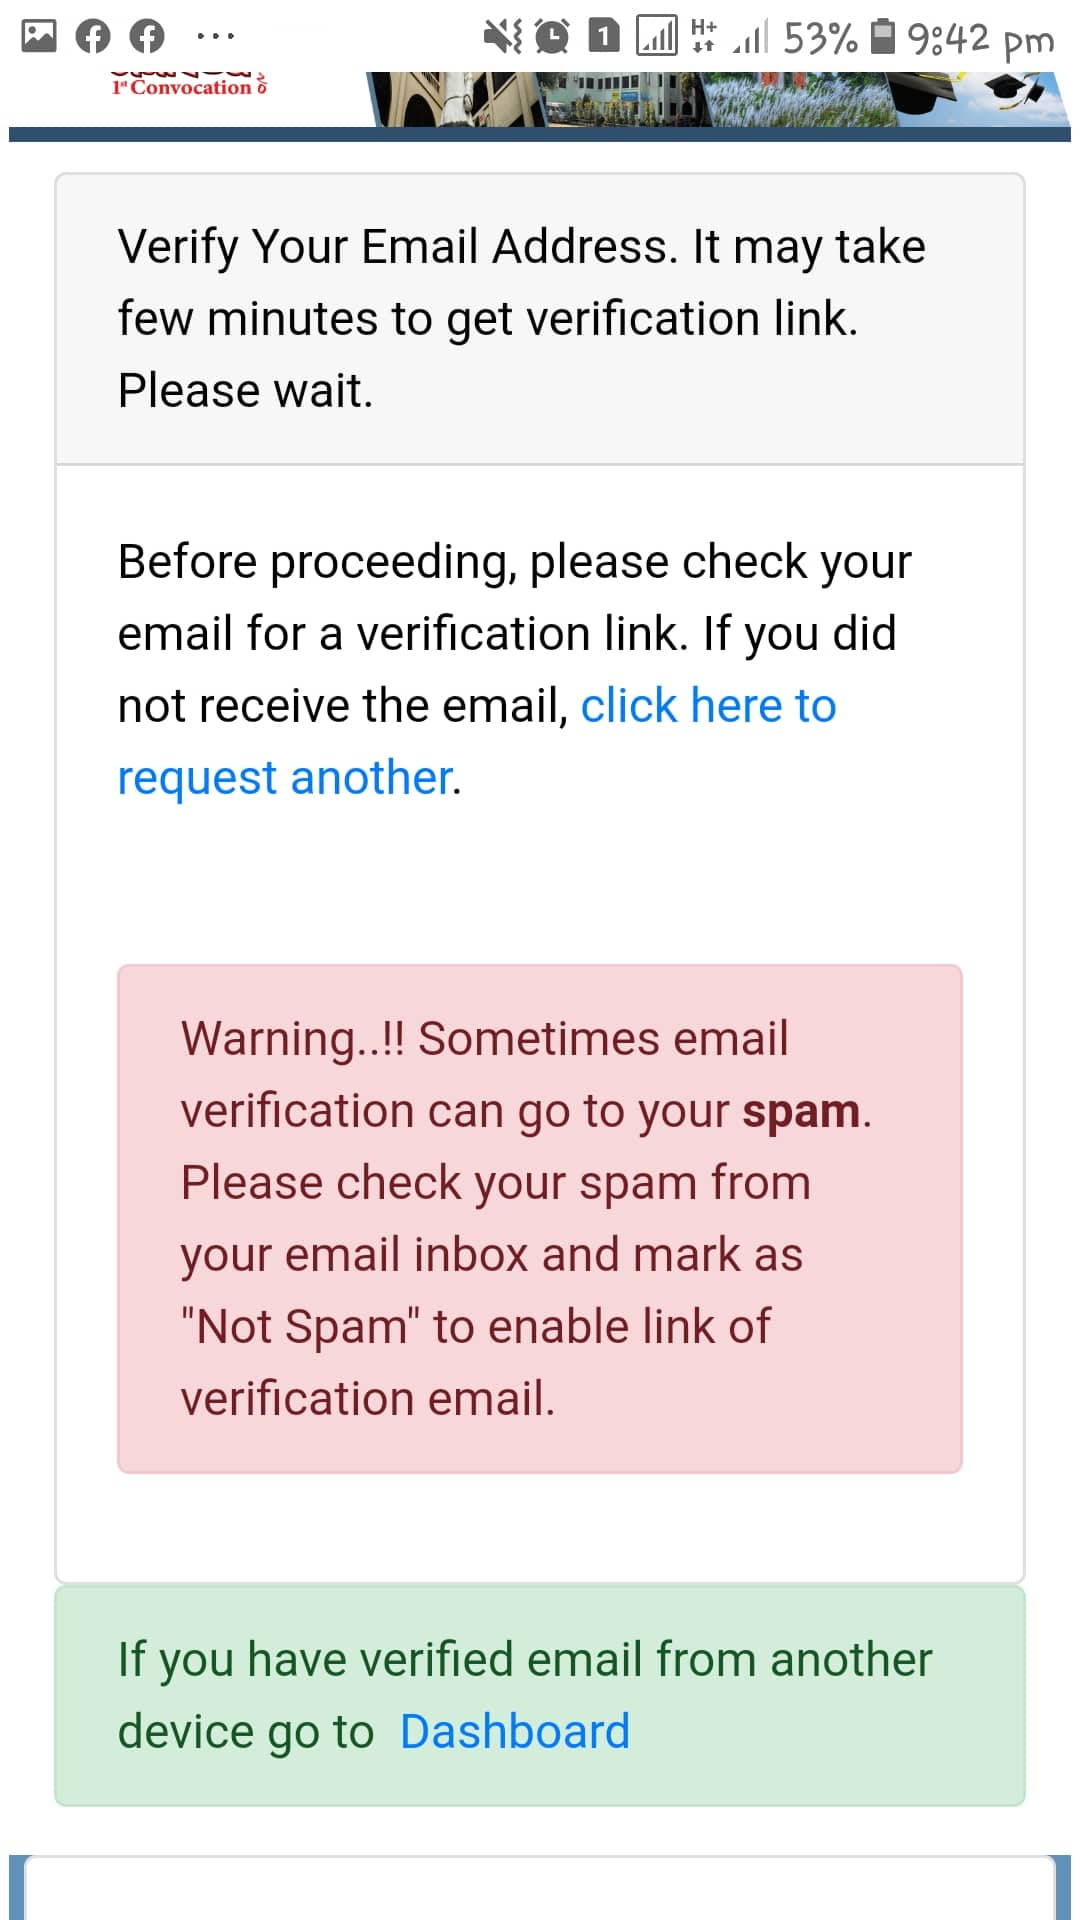 1
H+
53%
9:42 pm
1st Convocation
Verify Your Email Address. It may take
few minutes to get verification link.
Please wait.
Before proceeding, please check your
email for a verification link. If you did
not receive the email, click here to
request another.
Warning..!! Sometimes email
verification can go to your spam.
Please check your spam from
your email inbox and mark as
"Not Spam" to enable link of
verification email.
If you have verified email from another
device go to Dashboard